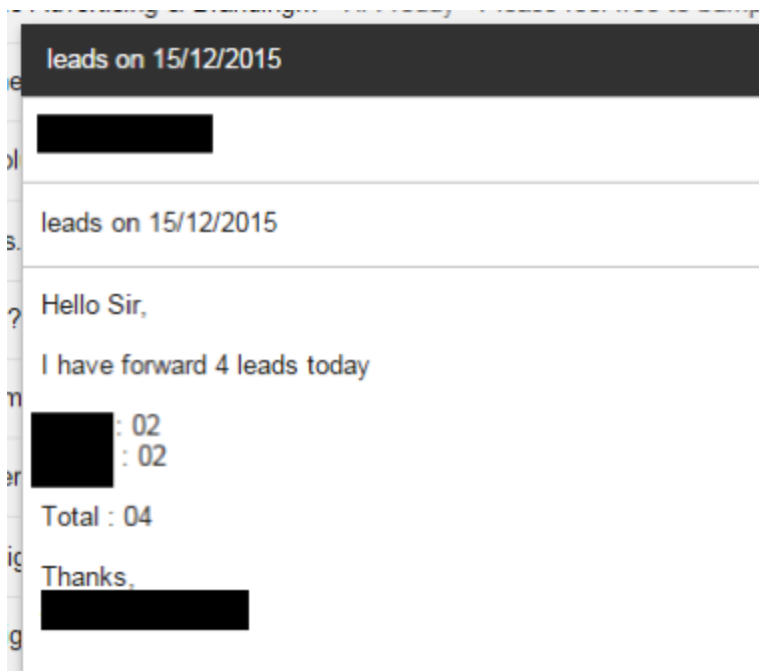 leads on 15/12/2015
leads on 15/12/2015
Hello Sir,
I have forward 4 leads today
: 02
: 02
Total : 04
Thanks,